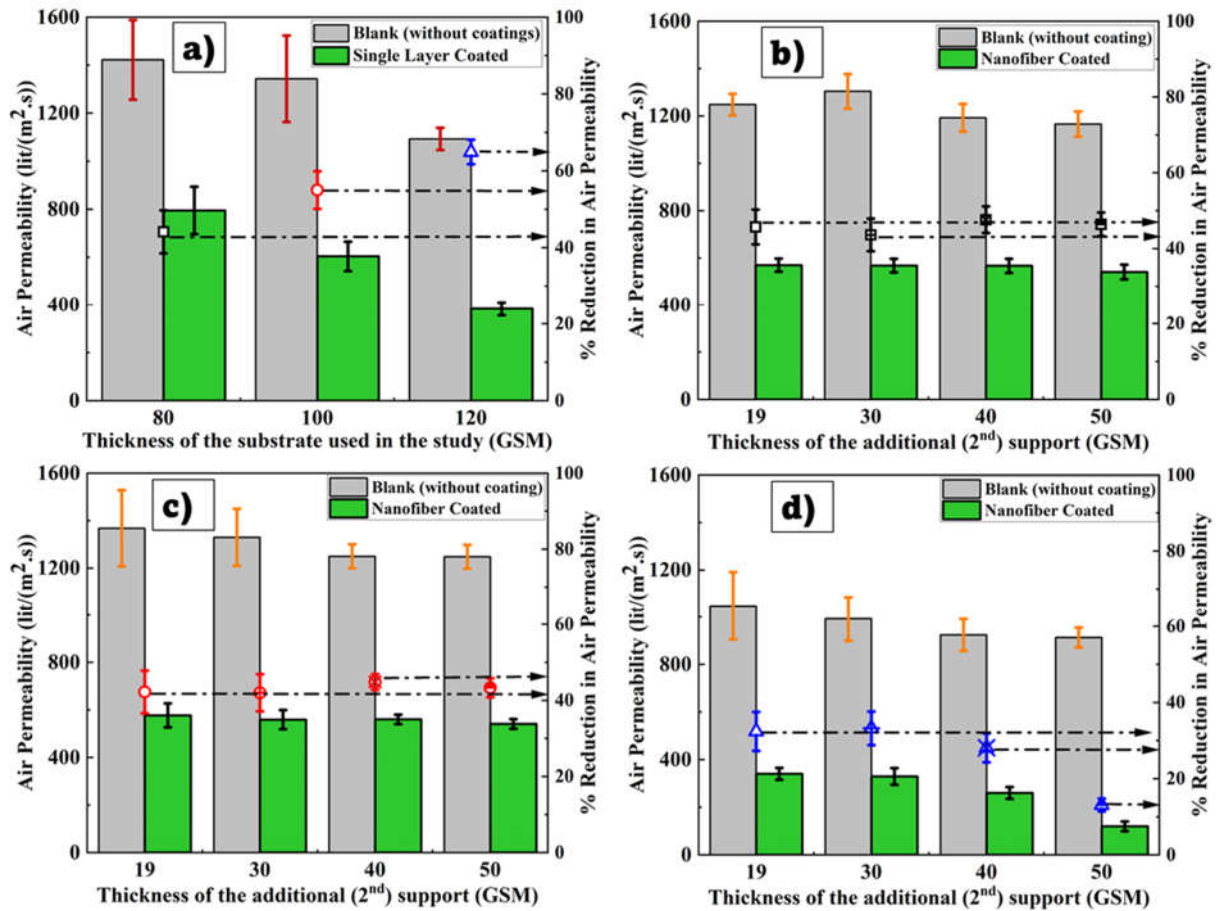 a)
Blank (without coatings)
Single Layer Coated
Air Permeability (lit/(m².s))
1600
1200
800
400
0
100
80
60
40
20
0
% Reduction in Air Permeability
80 100 120
Thickness of the substrate used in the study (GSM)
b)
Blank (without coating)
Nanofiber Coated
Air Permeability (lit/(m².s))
1600
1200
800
400
0
100
80
60
40
20
0
% Reduction in Air Permeability
19 30 40 50
Thickness of the additional (2nd) support (GSM)
c)
Blank (without coating)
Nanofiber Coated
Air Permeability (lit/(m².s))
1600
1200
800
400
0
100
80
60
40
20
0
% Reduction in Air Permeability
19 30 40 50
Thickness of the additional (2nd) support (GSM)
d)
Blank (without coating)
Nanofiber Coated
Air Permeability (lit/(m².s))
1600
1200
800
400
0
100
80
60
40
20
0
% Reduction in Air Permeability
19 30 40 50
Thickness of the additional (2nd) support (GSM)